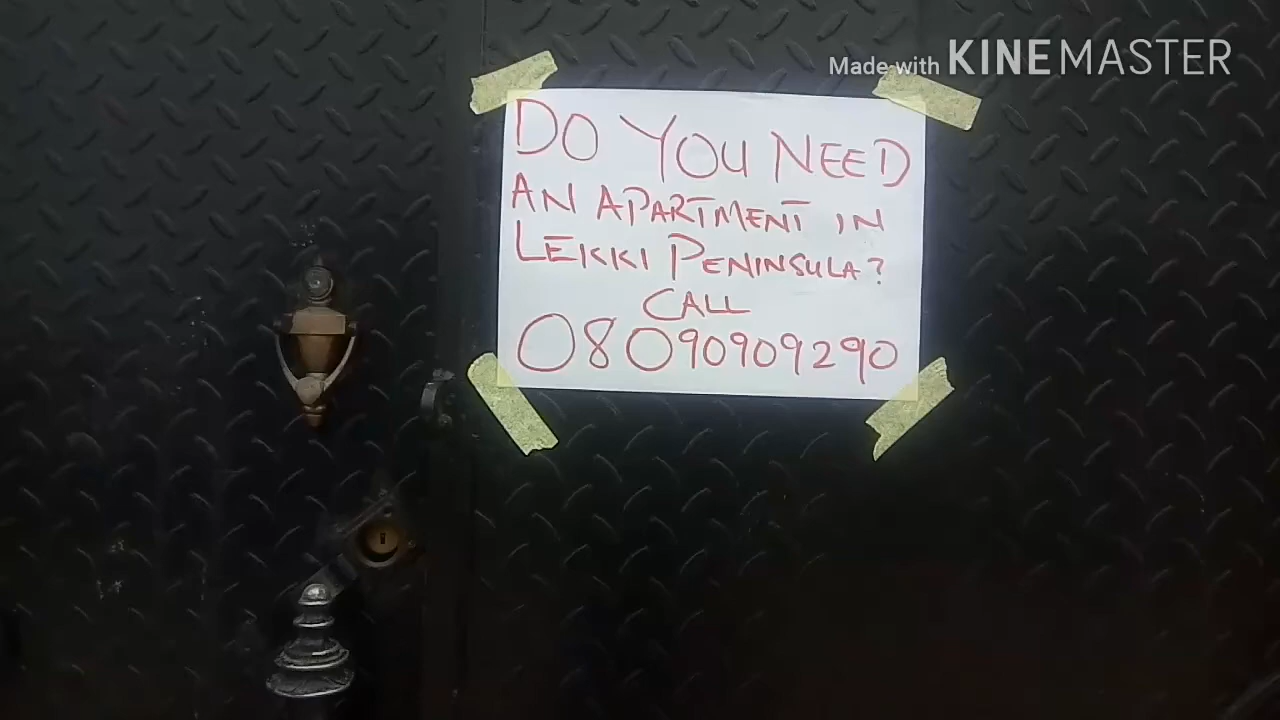 Made with KINEMASTER
DO YOU NEED
AN APARTMENT IN
LEKKI PENINSULA?
CALL
08090909290